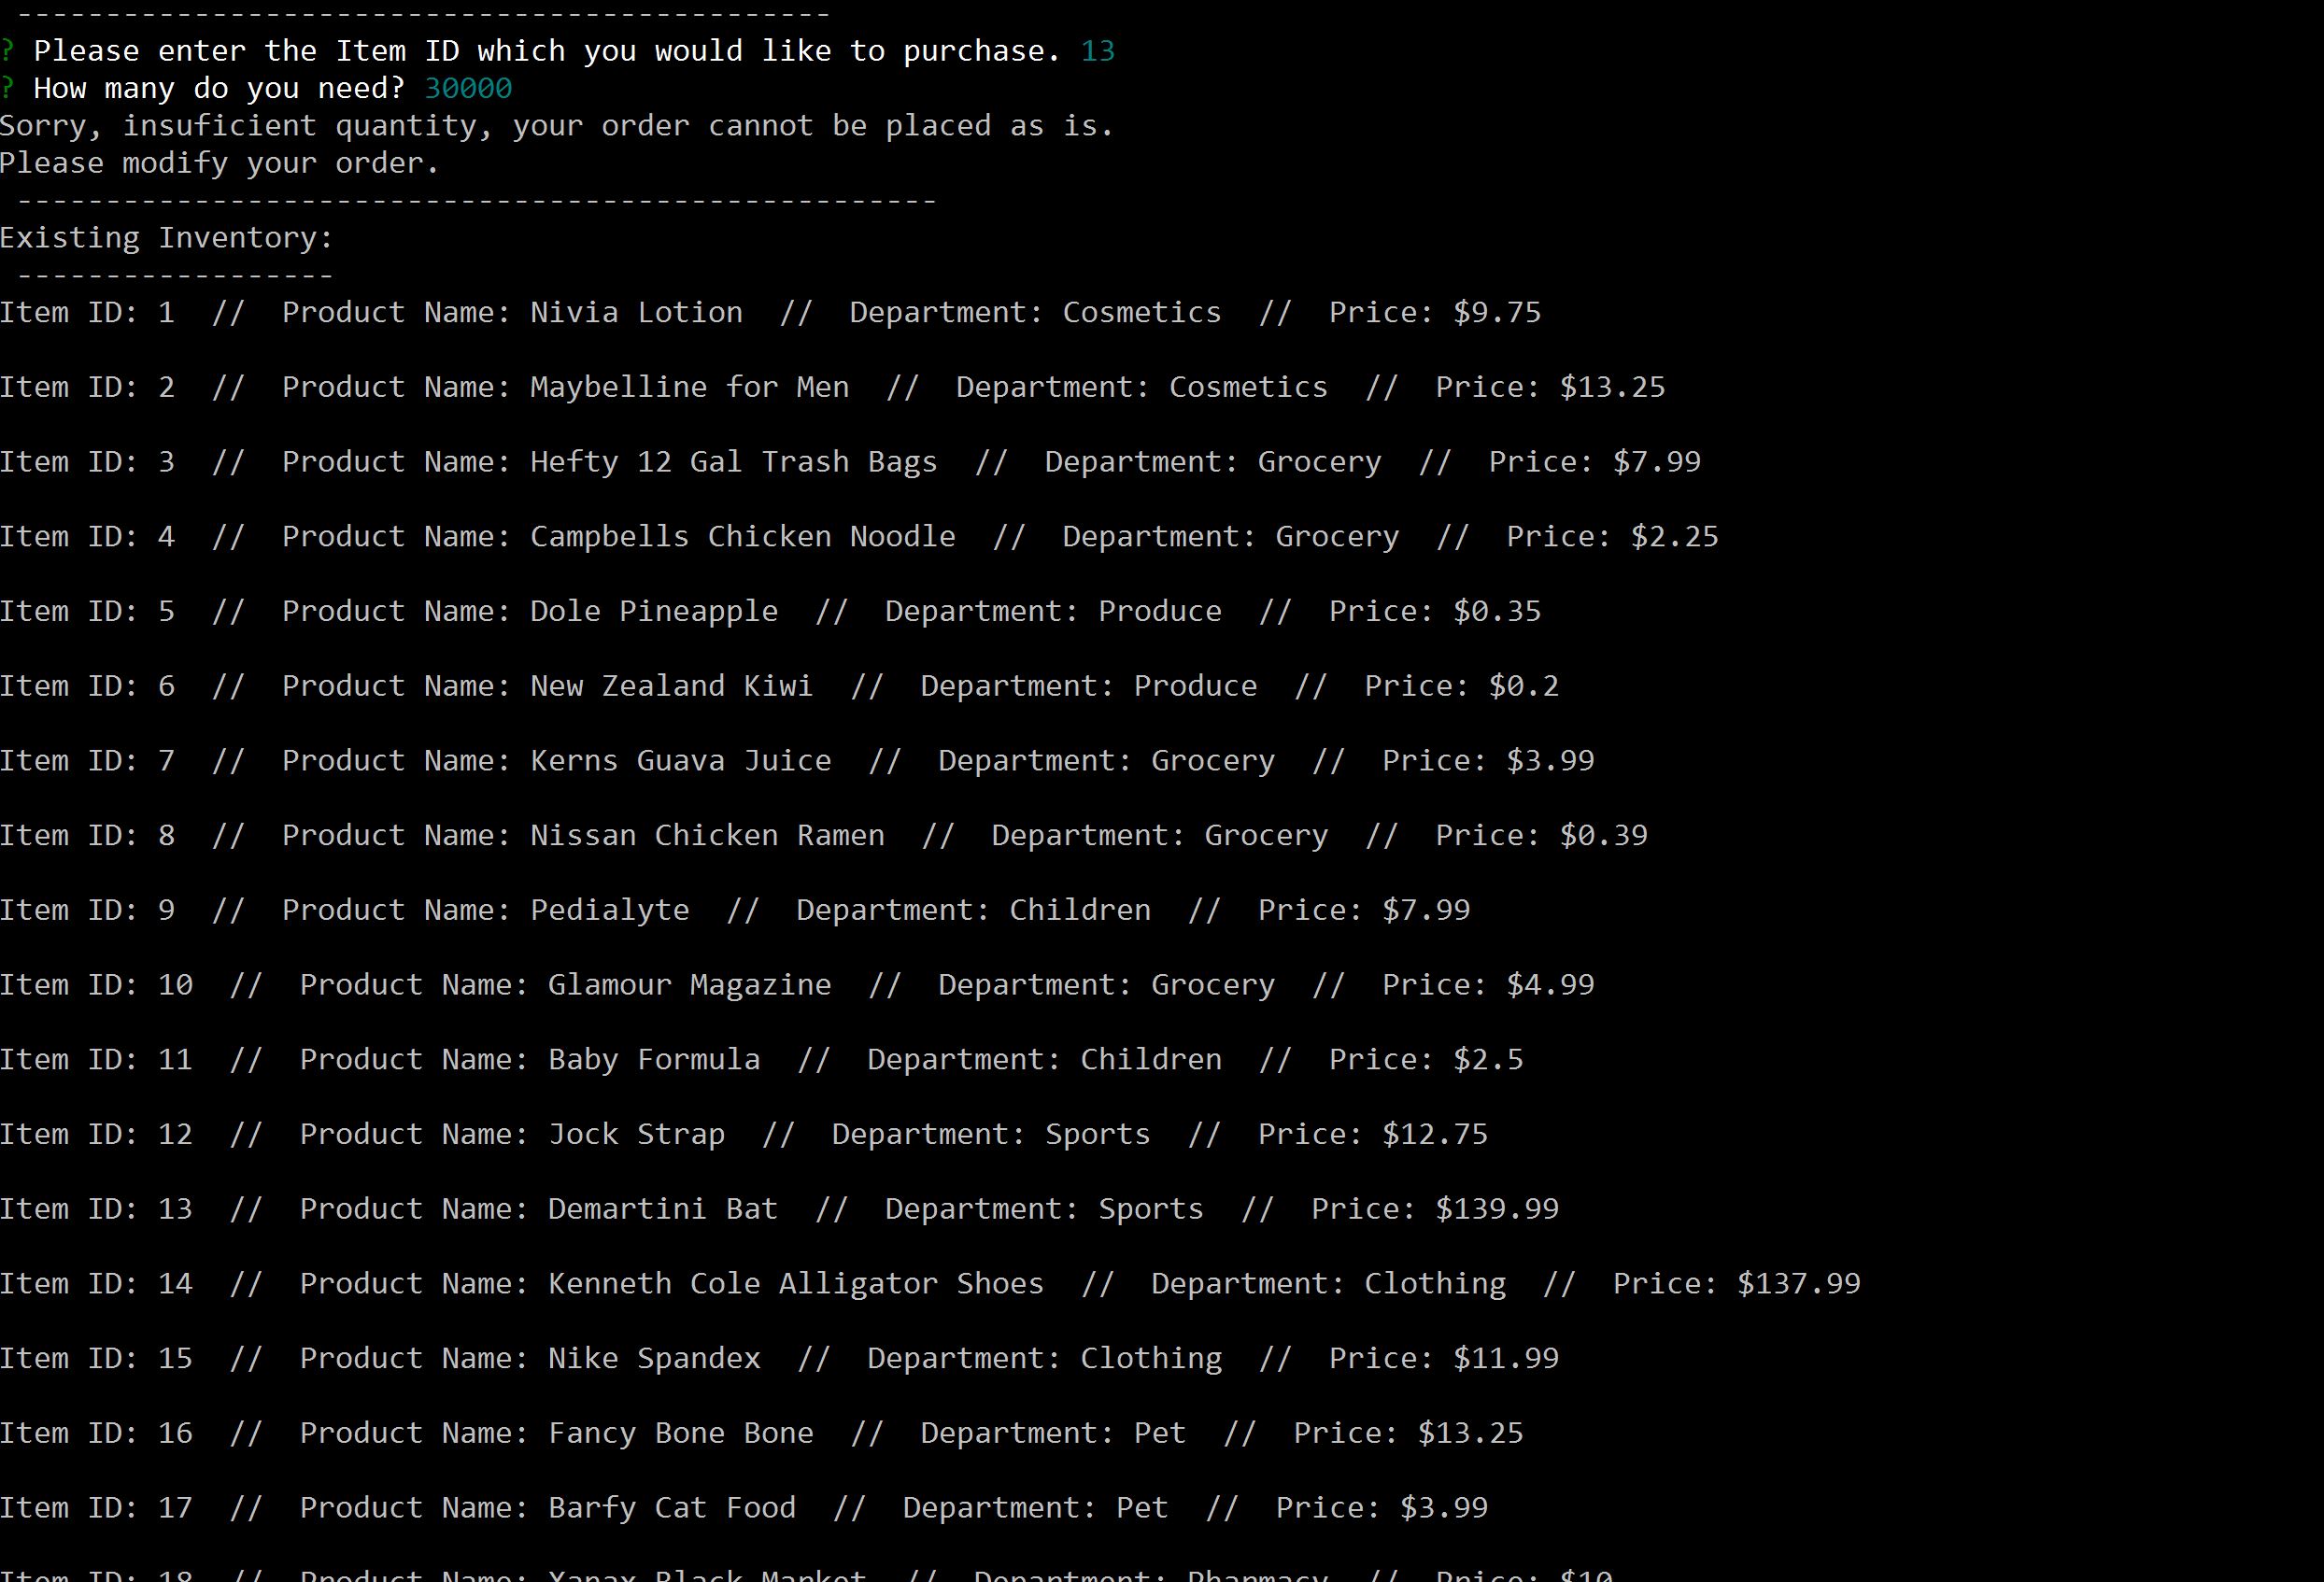 ----------------------------------------------
? Please enter the Item ID which you would like to purchase. 13
? How many do you need? 30000
Sorry, insuficient quantity, your order cannot be placed as is.
Please modify your order.
----------------------------------------------------
Existing Inventory:
------------------
Item ID: 1  //  Product Name: Nivia Lotion  //  Department: Cosmetics  //  Price: $9.75
Item ID: 2  //  Product Name: Maybelline for Men  //  Department: Cosmetics  //  Price: $13.25
Item ID: 3  //  Product Name: Hefty 12 Gal Trash Bags  //  Department: Grocery  //  Price: $7.99
Item ID: 4  //  Product Name: Campbells Chicken Noodle  //  Department: Grocery  //  Price: $2.25
Item ID: 5  //  Product Name: Dole Pineapple  //  Department: Produce  //  Price: $0.35
Item ID: 6  //  Product Name: New Zealand Kiwi  //  Department: Produce  //  Price: $0.2
Item ID: 7  //  Product Name: Kerns Guava Juice  //  Department: Grocery  //  Price: $3.99
Item ID: 8  //  Product Name: Nissan Chicken Ramen  //  Department: Grocery  //  Price: $0.39
Item ID: 9  //  Product Name: Pedialyte  //  Department: Children  //  Price: $7.99
Item ID: 10  //  Product Name: Glamour Magazine  //  Department: Grocery  //  Price: $4.99
Item ID: 11  //  Product Name: Baby Formula  //  Department: Children  //  Price: $2.5
Item ID: 12  //  Product Name: Jock Strap  //  Department: Sports  //  Price: $12.75
Item ID: 13  //  Product Name: Demartini Bat  //  Department: Sports  //  Price: $139.99
Item ID: 14  //  Product Name: Kenneth Cole Alligator Shoes  //  Department: Clothing  //  Price: $137.99
Item ID: 15  //  Product Name: Nike Spandex  //  Department: Clothing  //  Price: $11.99
Item ID: 16  //  Product Name: Fancy Bone Bone  //  Department: Pet  //  Price: $13.25
Item ID: 17  //  Product Name: Barfy Cat Food  //  Department: Pet  //  Price: $3.99
Item ID: 18  //  Product Name: Xanax Black Market  //  Department: Pharmacy  //  Price: $10